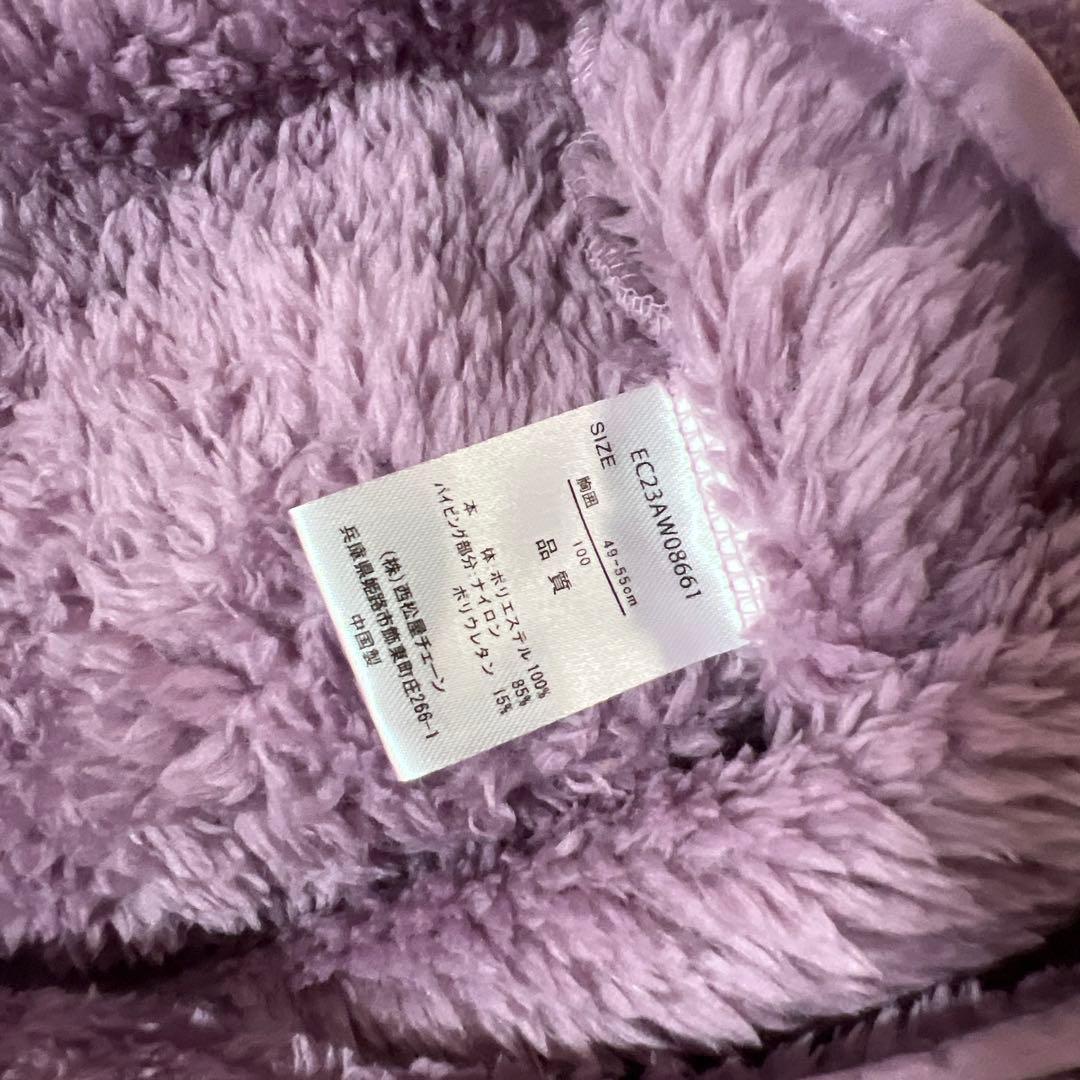 EC23AW08661
SIZE
胸囲 49-55cm
100
品質
本 体 ポリエステル 100%
パイピング部分:ナイロン 85%
ポリウレタン 15%
(株)西松屋チェーン
兵庫県姫路市飾東町庄266-1
中国製